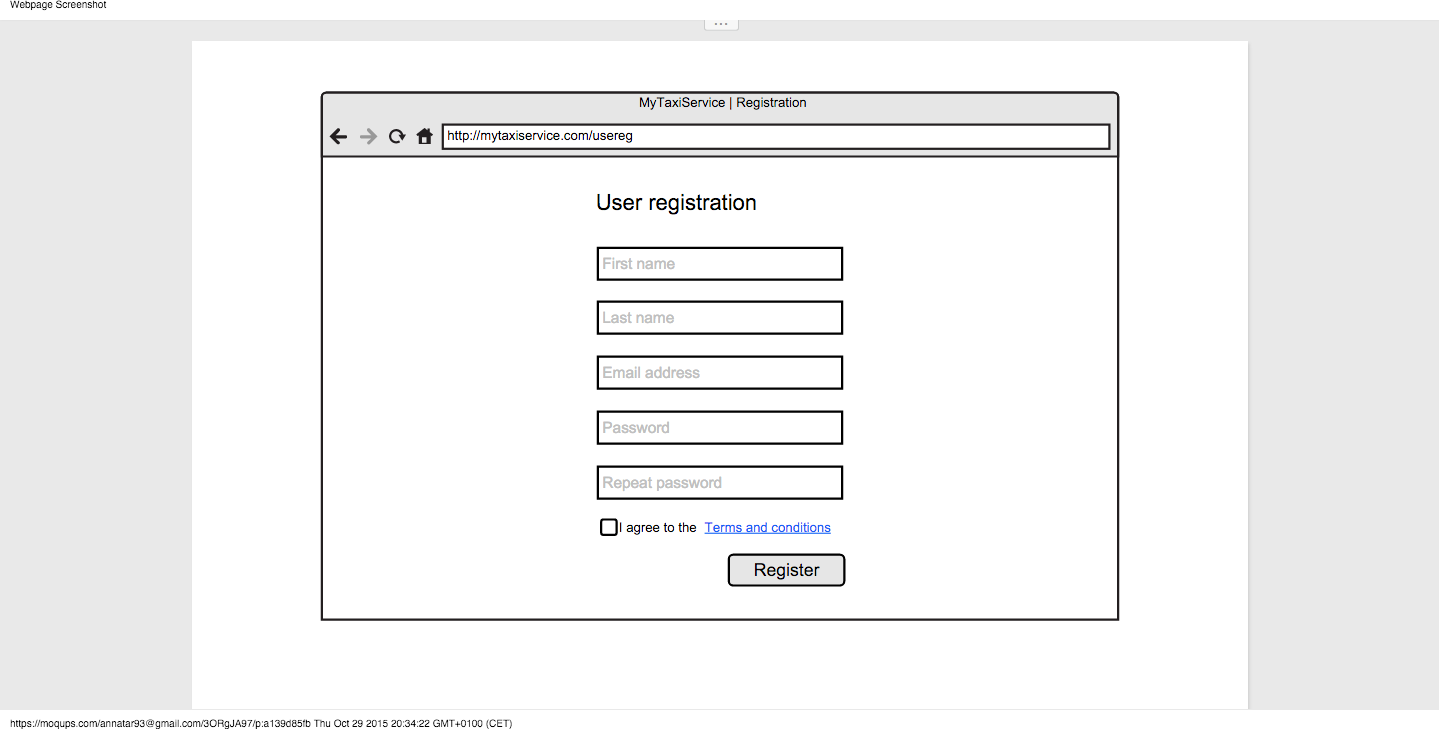 Webpage Screenshot
MyTaxiService | Registration
http://mytaxiservice.com/usereg
User registration
First name
Last name
Email address
Password
Repeat password
I agree to the Terms and conditions
Register
https://moqups.com/annatar93@gmail.com/3ORgJA97/p:a139d85fb Thu Oct 29 2015 20:34:22 GMT+0100 (CET)